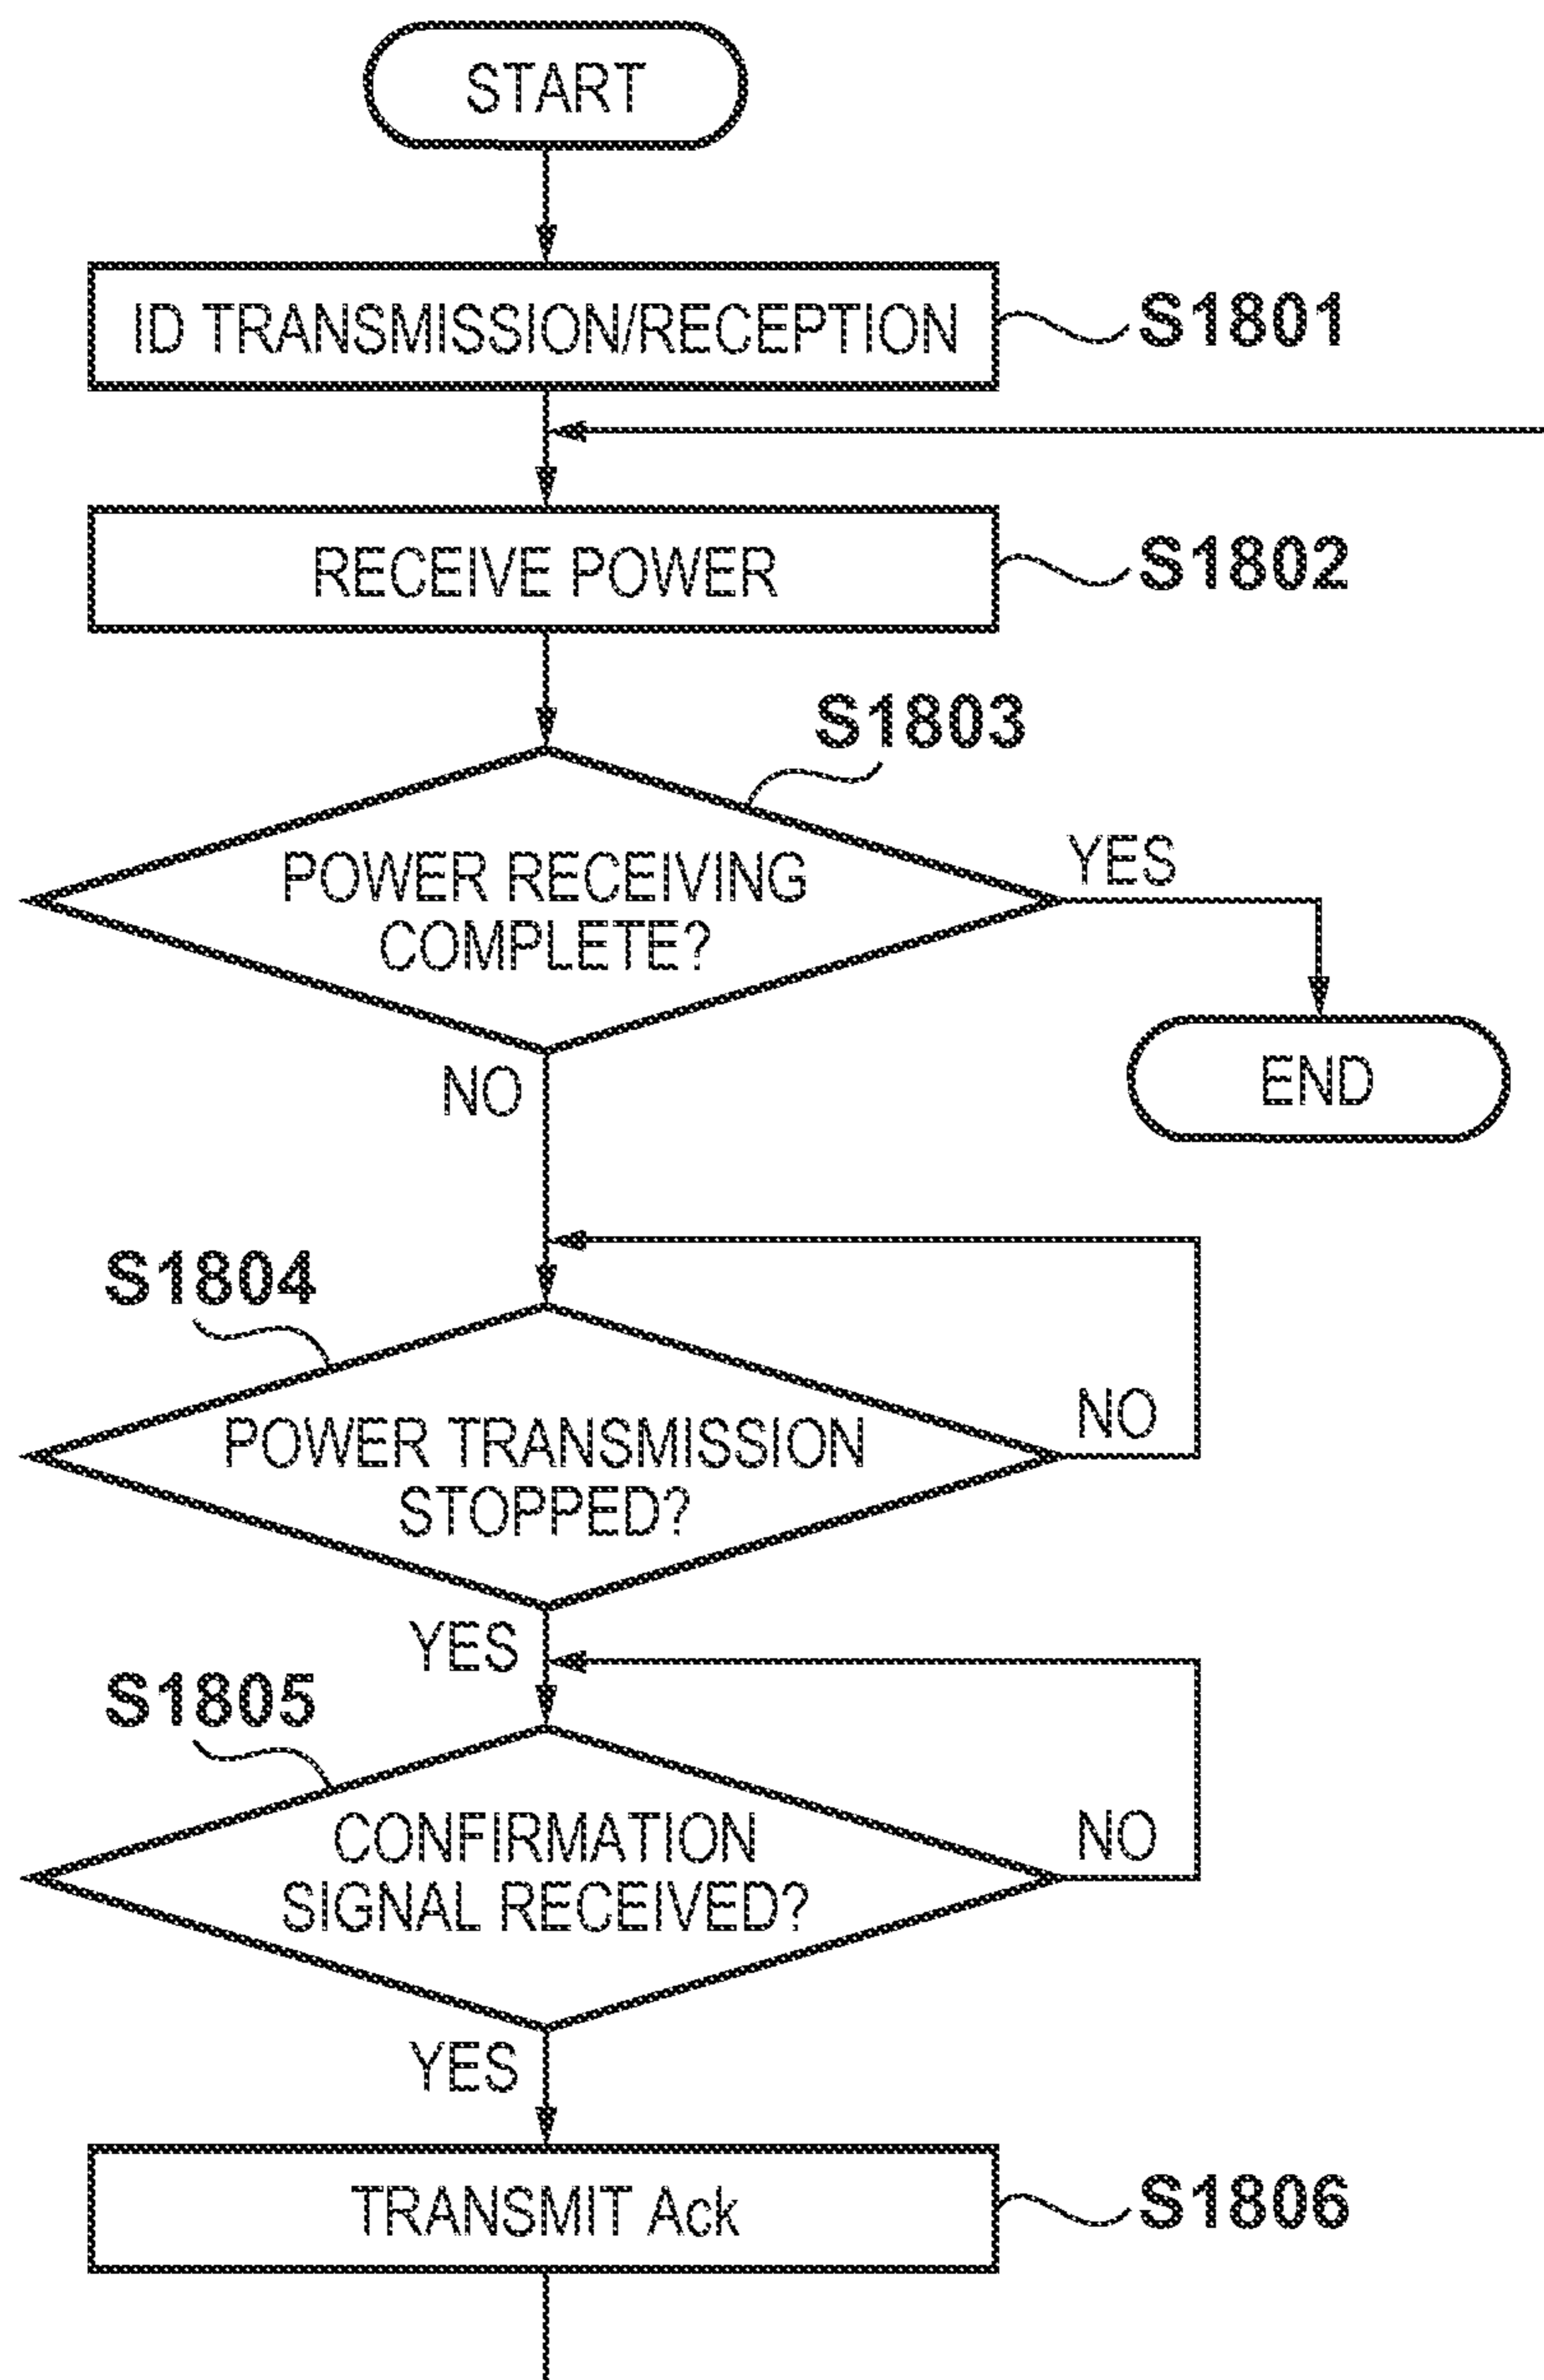 START
ID TRANSMISSION/RECEPTION
S1801
RECEIVE POWER
S1802
S1803
POWER RECEIVING
COMPLETE?
YES
END
NO
S1804
POWER TRANSMISSION
STOPPED?
NO
YES
S1805
CONFIRMATION
SIGNAL RECEIVED?
NO
YES
TRANSMIT Ack
S1806